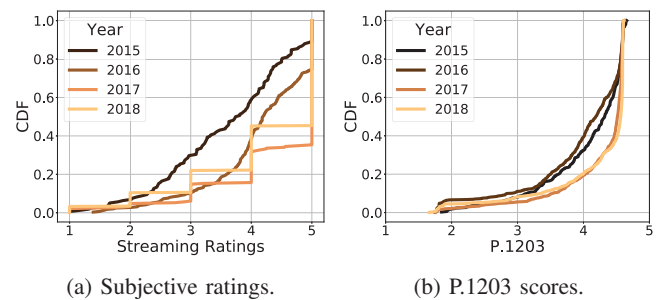 1.0
0.8
0.6
0.4
0.2
0.0
CDF
Year
2015
2016
2017
2018
1 2 3 4 5
Streaming Ratings
(a) Subjective ratings.
1.0
0.8
0.6
0.4
0.2
0.0
CDF
Year
2015
2016
2017
2018
1 2 3 4 5
P.1203
(b) P.1203 scores.